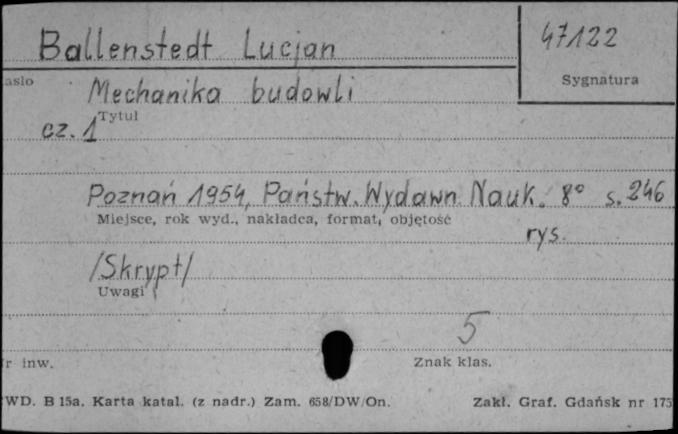 Ballenstedt Lucjan
47122
asło
Sygnatura
Mechanika budowli
Tytuł
cz. 1
Poznań 1954, Państw. Wydawn. Nauk. 8° s. 246
Miejsce, rok wyd., nakładca, format, objętość
rys.
/Skrypt/
Uwagi
5
r inw.
Znak klas.
WD. B 15a. Karta katal. (z nadr.) Zam. 658/DW/On.
Zakł. Graf. Gdańsk nr 175